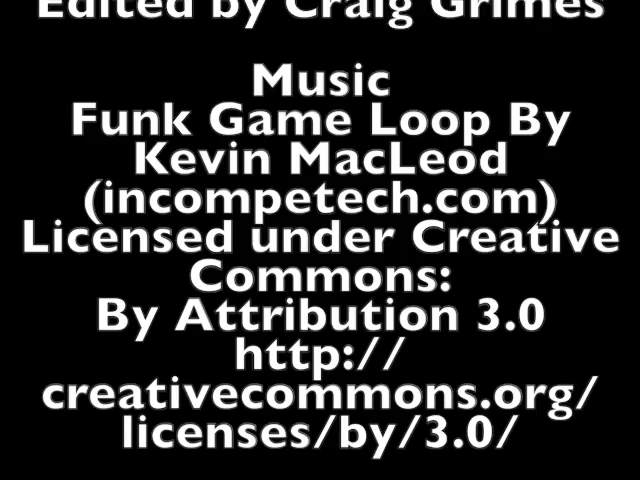 Edited by Craig Grimes
Music
Funk Game Loop By
Kevin MacLeod
(incompetech.com)
Licensed under Creative
Commons:
By Attribution 3.0
http://
creativecommons.org/
licenses/by/3.0/